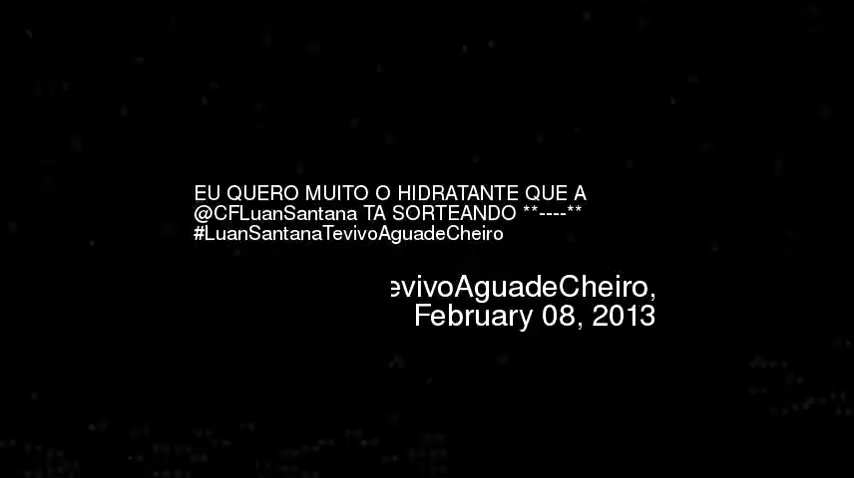 EU QUERO MUITO O HIDRATANTE QUE A
@CFLuanSantana TA SORTEANDO **----**
#LuanSantanaTevivoAguadeCheiro
evivoAguadeCheiro,
February 08, 2013